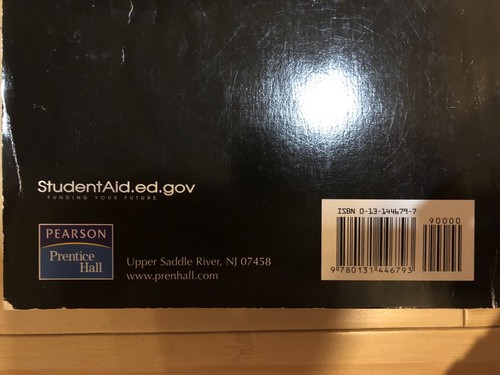 StudentAid.ed.gov
FUNDING YOUR FUTURE.
PEARSON
Prentice
Hall
Upper Saddle River, NJ 07458
www.prenhall.com
ISBN 0-13-144679-7
90000
9 780131 446793